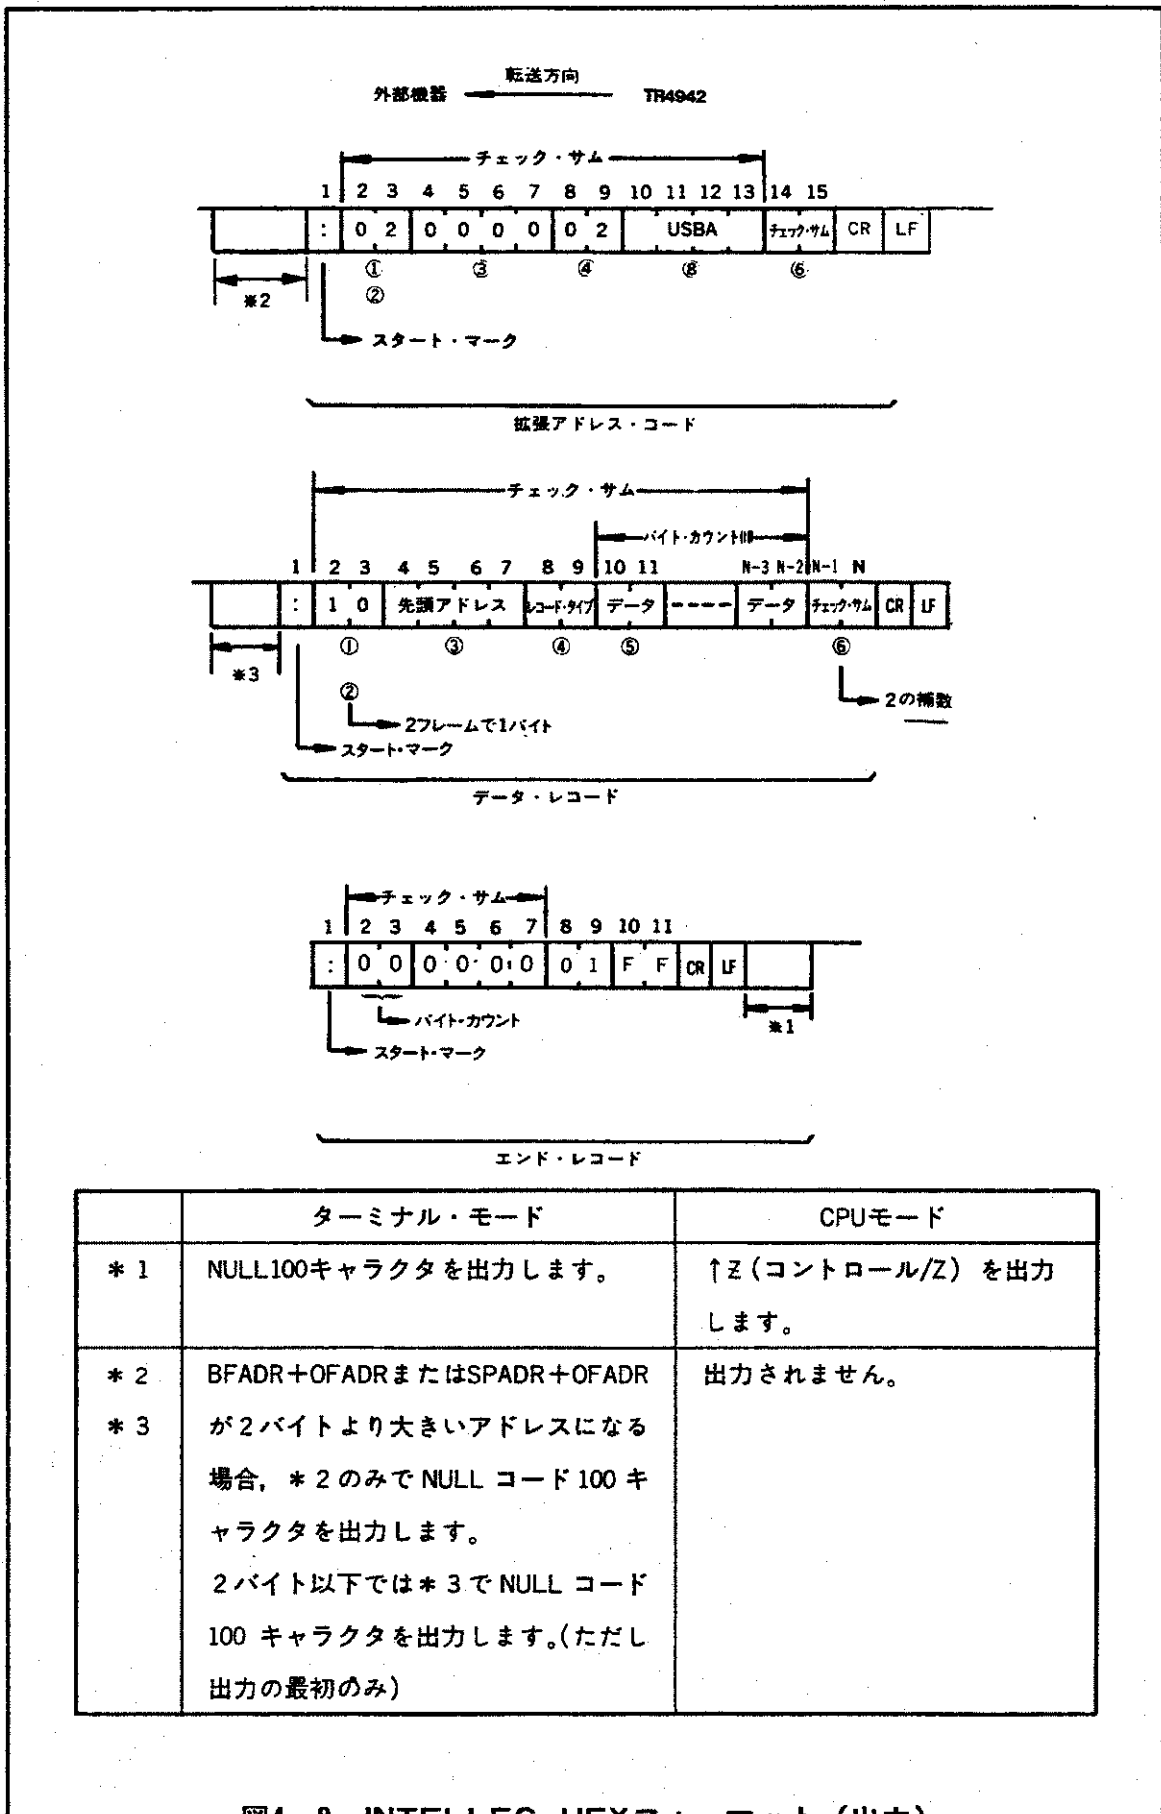 転送方向
外部機器 TR4942
チェック・サム
1 2 3 4 5 6 7 8 9 10 11 12 13 14 15
: 0 2 0 0 0 0 0 2 USBA チェック・サム CR LF
① ③ ④ ⑧ ⑥
※2 ②
スタート・マーク
拡張アドレス・コード
チェック・サム
バイト・カウント
1 2 3 4 5 6 7 8 9 10 11 N-3 N-2 N-1 N
: 1 0 先頭アドレス レコード・タイプ データ ---- データ チェック・サム CR LF
① ③ ④ ⑤ ⑥
※3
② 2の補数
2フレームで1バイト
スタート・マーク
データ・レコード
チェック・サム
1 2 3 4 5 6 7 8 9 10 11
: 0 0 0 0 0 0 0 1 F F CR LF
バイト・カウント ※1
スタート・マーク
エンド・レコード
ターミナル・モード CPUモード
*1 NULL100キャラクタを出力します。 ↑Z(コントロール/Z) を出力
します。
*2 BFADR+OFADRまたはSPADR+OFADR 出力されません。
*3 が2バイトより大きいアドレスになる
場合, *2のみで NULL コード 100 キ
ャラクタを出力します。
2バイト以下では*3で NULL コード
100 キャラクタを出力します。(ただし
出力の最初のみ)